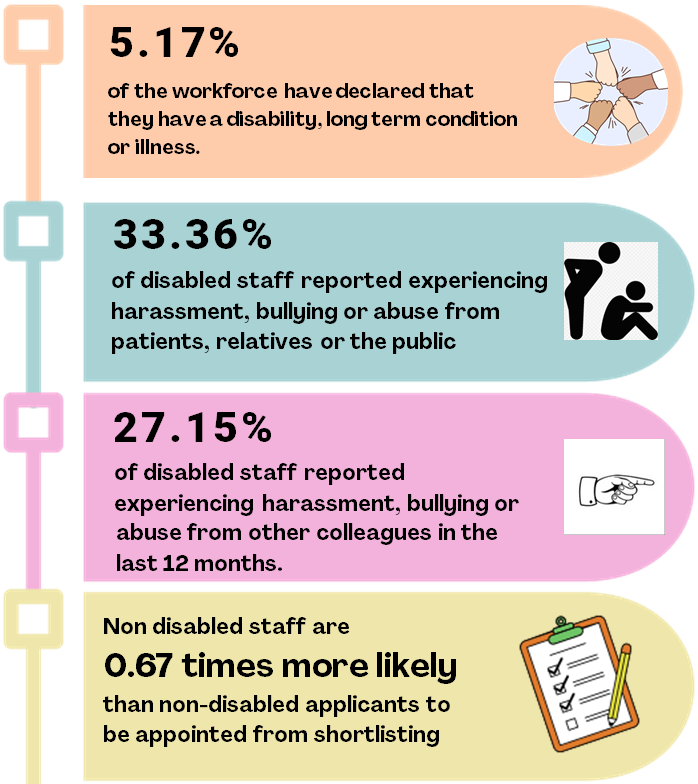 5.17%
of the workforce have declared that
they have a disability, long term condition
or illness.
33.36%
of disabled staff reported experiencing
harassment, bullying or abuse from
patients, relatives or the public
27.15%
of disabled staff reported
experiencing harassment, bullying or
abuse from other colleagues in the
last 12 months.
Non disabled staff are
0.67 times more likely
than non-disabled applicants to
be appointed from shortlisting